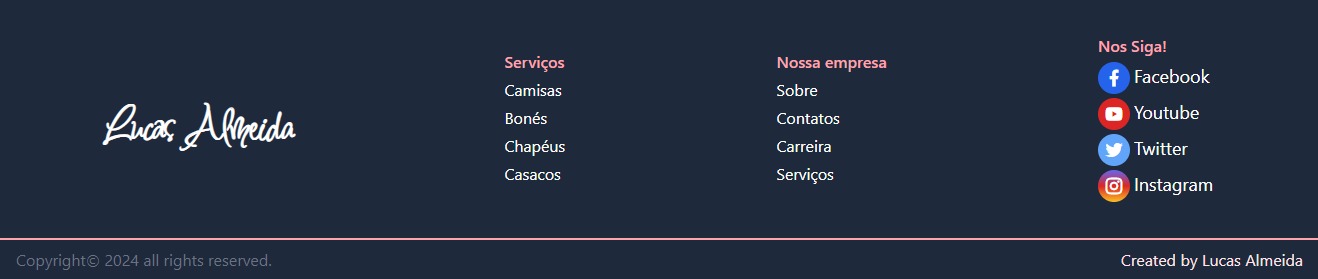 Lucas Almeida
Serviços
Camisas
Bonés
Chapéus
Casacos
Nossa empresa
Sobre
Contatos
Carreira
Serviços
Nos Siga!
Facebook
Youtube
Twitter
Instagram
Copyright© 2024 all rights reserved.
Created by Lucas Almeida